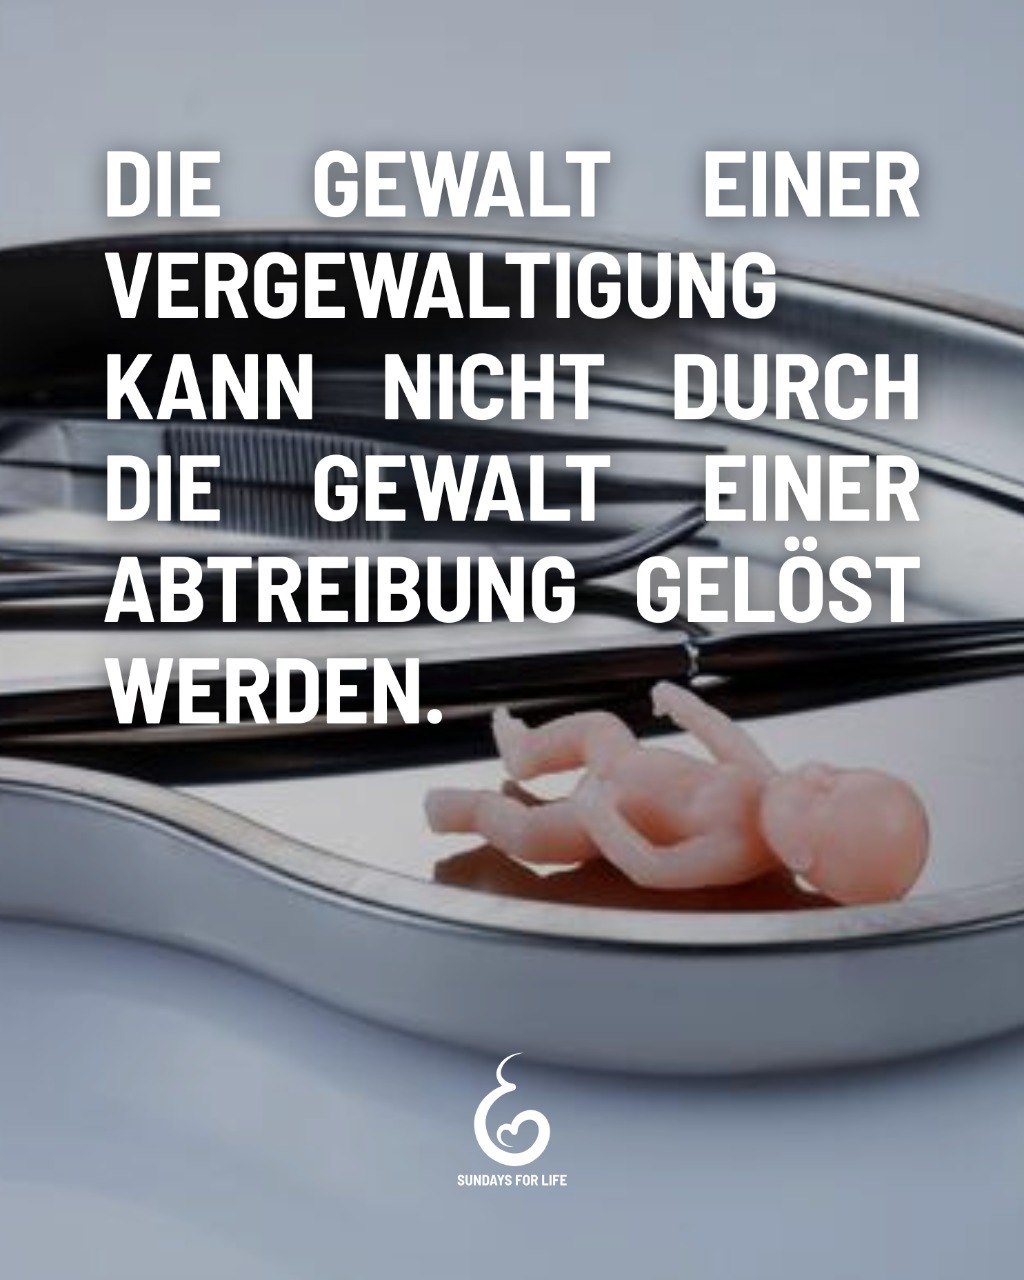 DIE GEWALT EINER
VERGEWALTIGUNG
KANN NICHT DURCH
DIE GEWALT EINER
ABTREIBUNG GELÖST
WERDEN.
SUNDAYS FOR LIFE